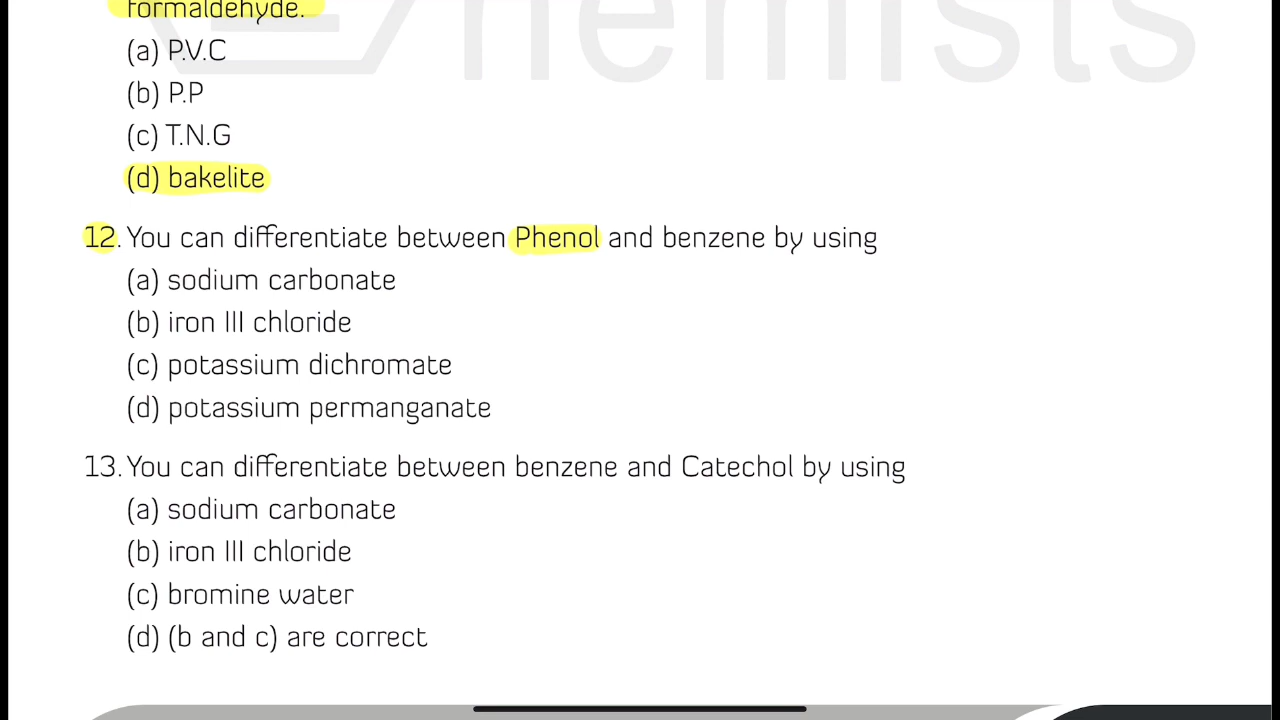 formaldehyde.
(a) P.V.C
(b) P.P
(c) T.N.G
(d) bakelite
12. You can differentiate between Phenol and benzene by using
(a) sodium carbonate
(b) iron III chloride
(c) potassium dichromate
(d) potassium permanganate
13. You can differentiate between benzene and Catechol by using
(a) sodium carbonate
(b) iron III chloride
(c) bromine water
(d) (b and c) are correct